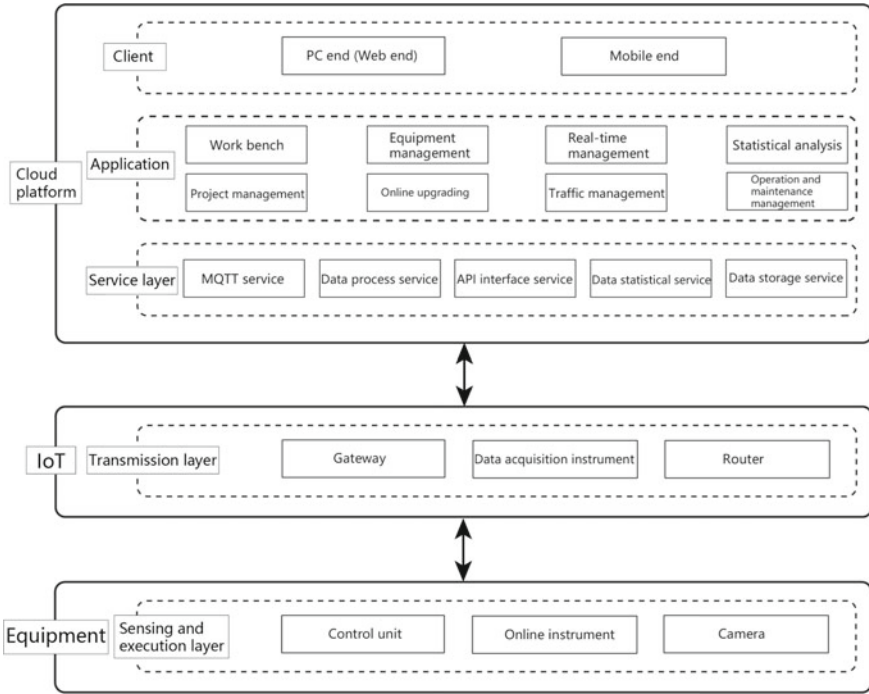 Client
PC end (Web end)
Mobile end
Cloud
platform
Application
Work bench
Equipment
management
Real-time
management
Statistical analysis
Project management
Online upgrading
Traffic management
Operation and
maintenance
management
Service layer
MQTT service
Data process service
API interface service
Data statistical service
Data storage service
IoT
Transmission layer
Gateway
Data acquisition instrument
Router
Equipment
Sensing and
execution layer
Control unit
Online instrument
Camera